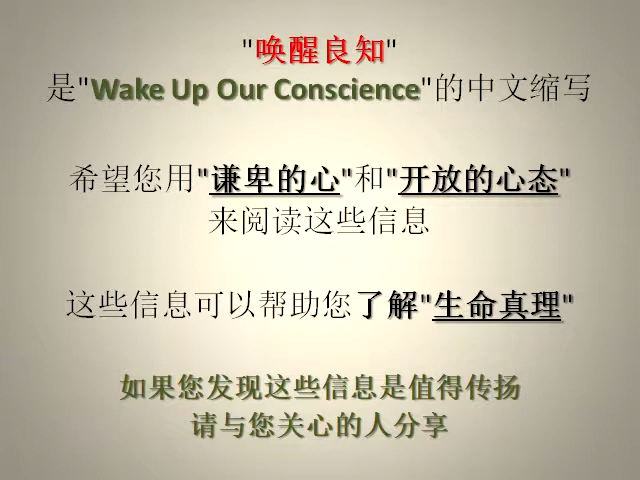 "唤醒良知"
是"Wake Up Our Conscience"的中文缩写
希望您用"谦卑的心"和"开放的心态"
来阅读这些信息
这些信息可以帮助您了解"生命真理"
如果您发现这些信息是值得传扬
请与您关心的人分享